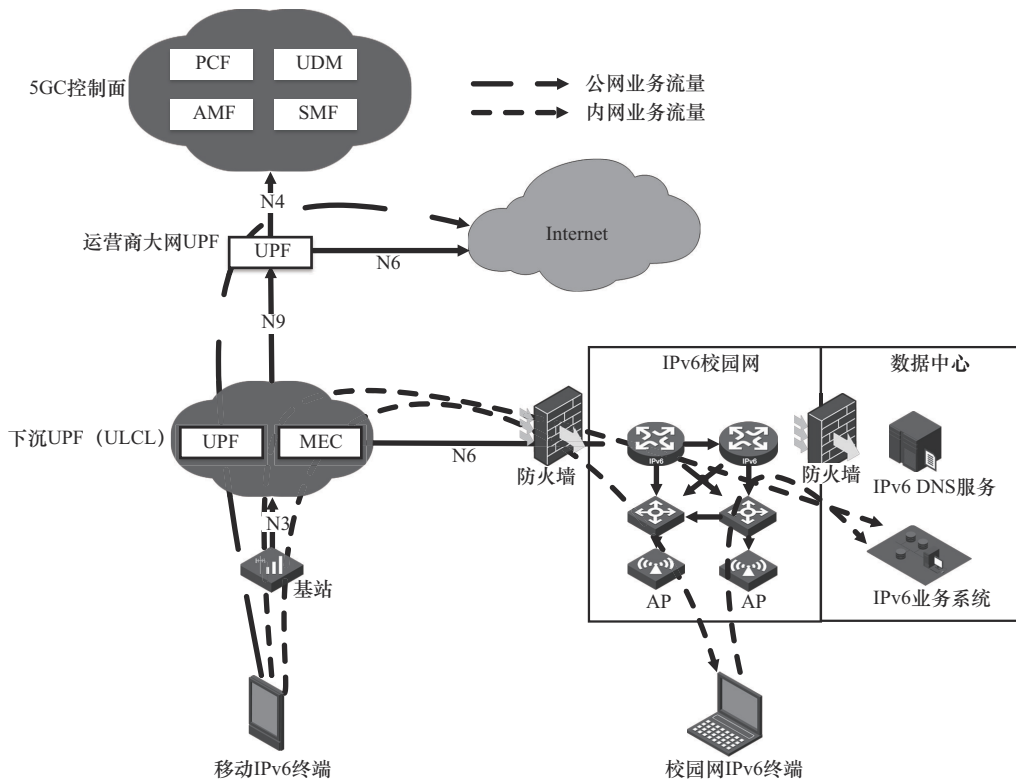 PCF
UDM
5GC控制面
AMF
SMF
公网业务流量
内网业务流量
N4
运营商大网UPF
UPF
N6
Internet
N9
IPv6校园网
数据中心
下沉UPF（ULCL）
UPF
MEC
N6
防火墙
IPv6
IPv6
防火墙
IPv6 DNS服务
N3
基站
AP
AP
IPv6业务系统
移动IPv6终端
校园网IPv6终端